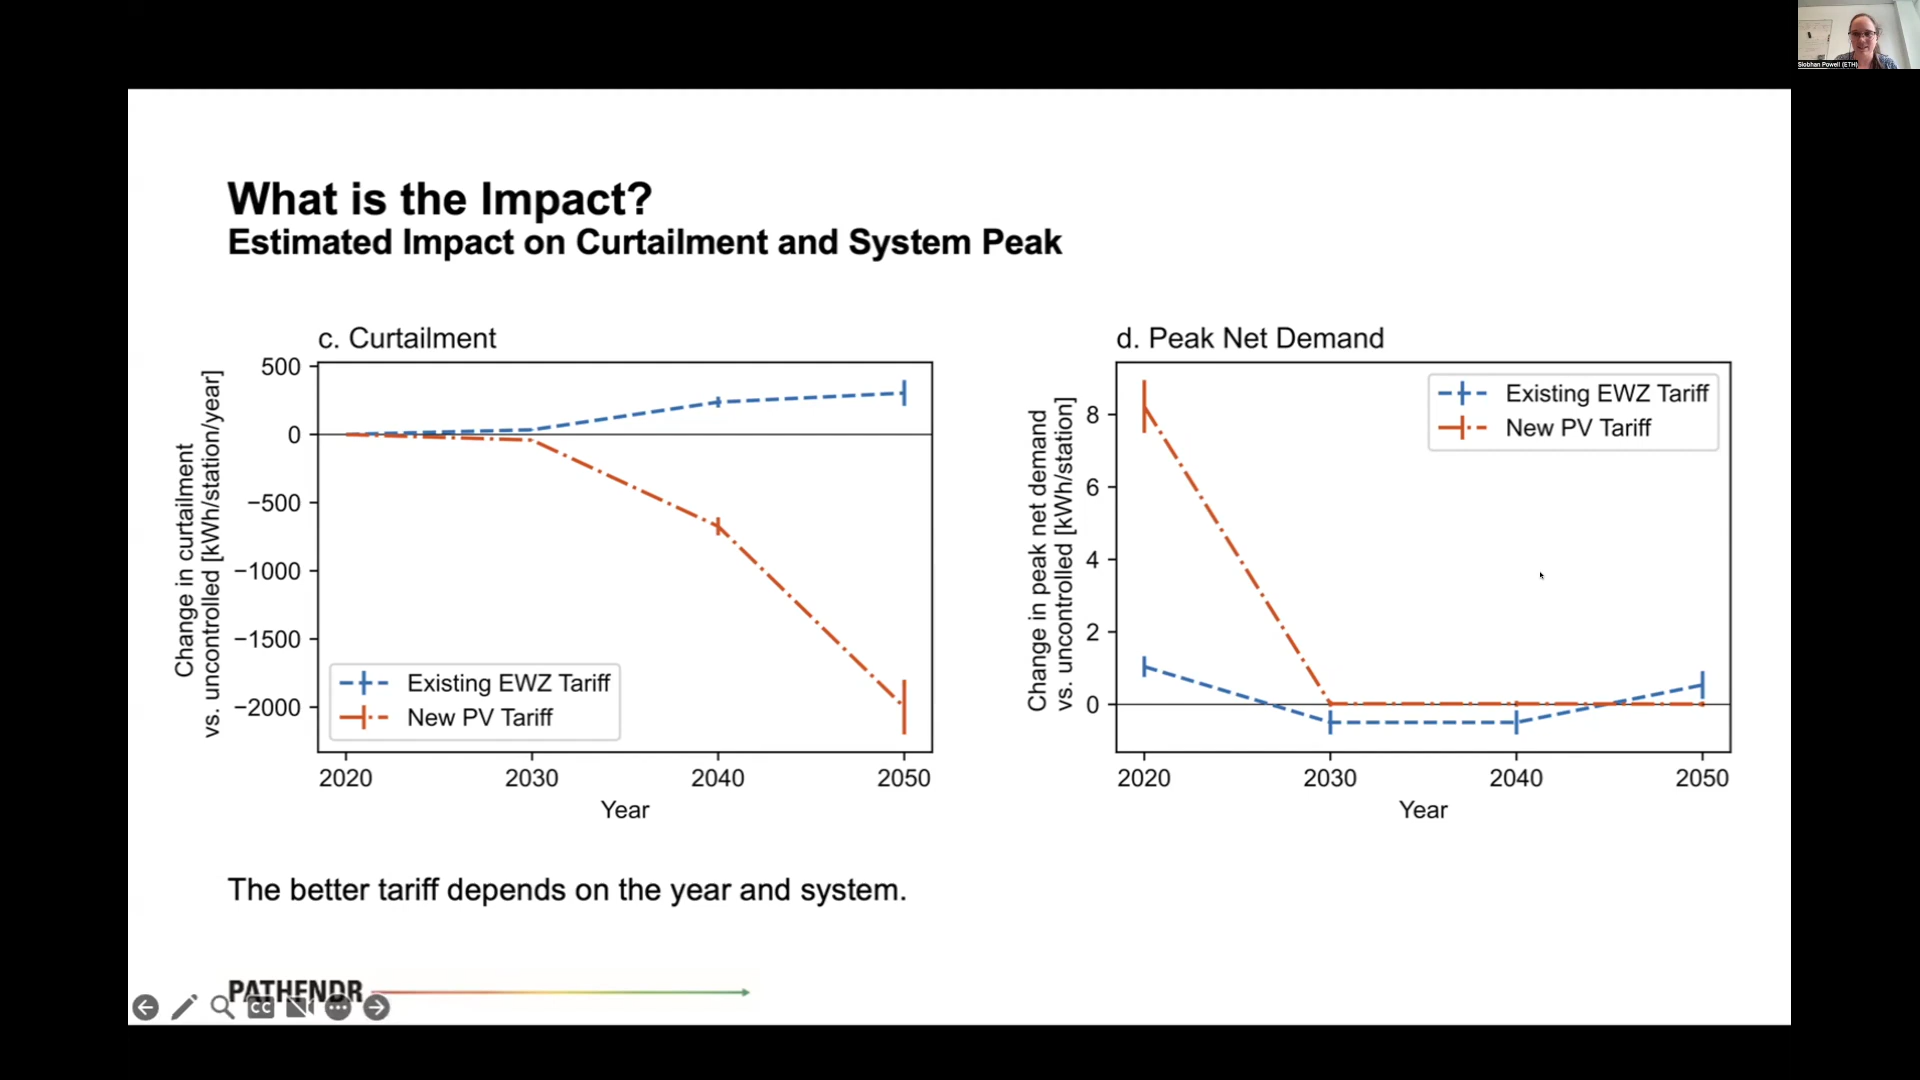 Siobhan Powell (ETH)
What is the Impact?
Estimated Impact on Curtailment and System Peak
c. Curtailment
Change in curtailment
vs. uncontrolled [kWh/station/year]
500
0
−500
−1000
−1500
−2000
Existing EWZ Tariff
New PV Tariff
2020
2030
2040
2050
Year
d. Peak Net Demand
Change in peak net demand
vs. uncontrolled [kWh/station]
8
6
4
2
0
Existing EWZ Tariff
New PV Tariff
2020
2030
2040
2050
Year
The better tariff depends on the year and system.
PATHFNDR
CC